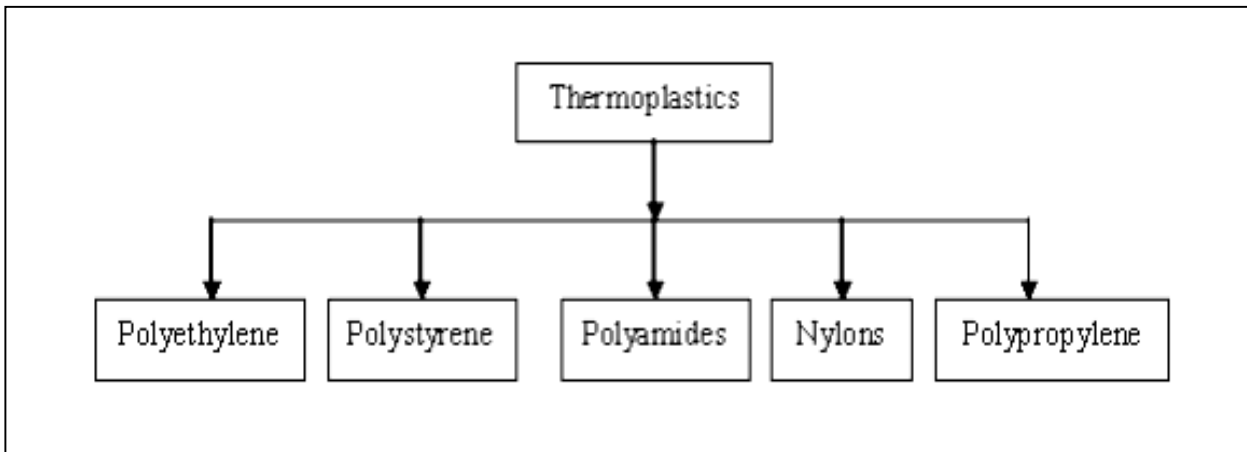 Thermoplastics
Polyethylene
Polystyrene
Polyamides
Nylons
Polypropylene